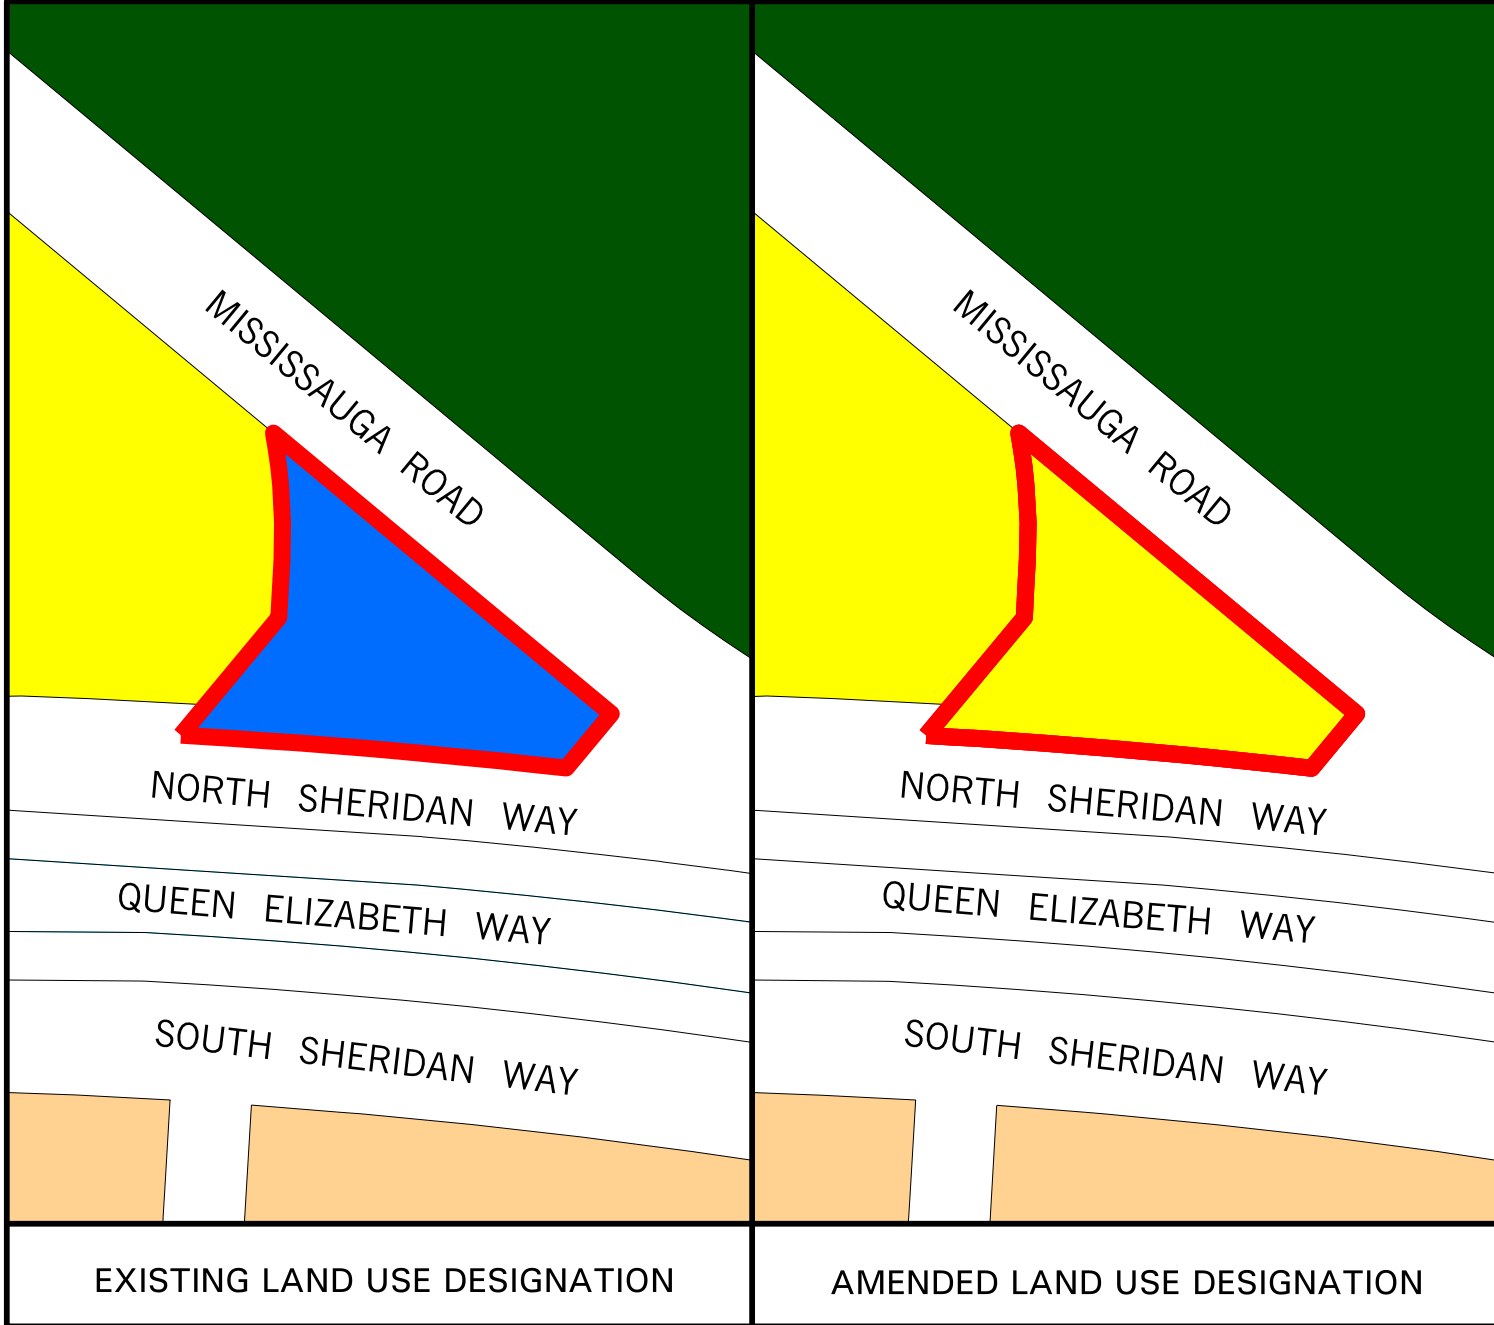 MISSISSAUGA ROAD
NORTH SHERIDAN WAY
QUEEN ELIZABETH WAY
SOUTH SHERIDAN WAY
EXISTING LAND USE DESIGNATION
MISSISSAUGA ROAD
NORTH SHERIDAN WAY
QUEEN ELIZABETH WAY
SOUTH SHERIDAN WAY
AMENDED LAND USE DESIGNATION